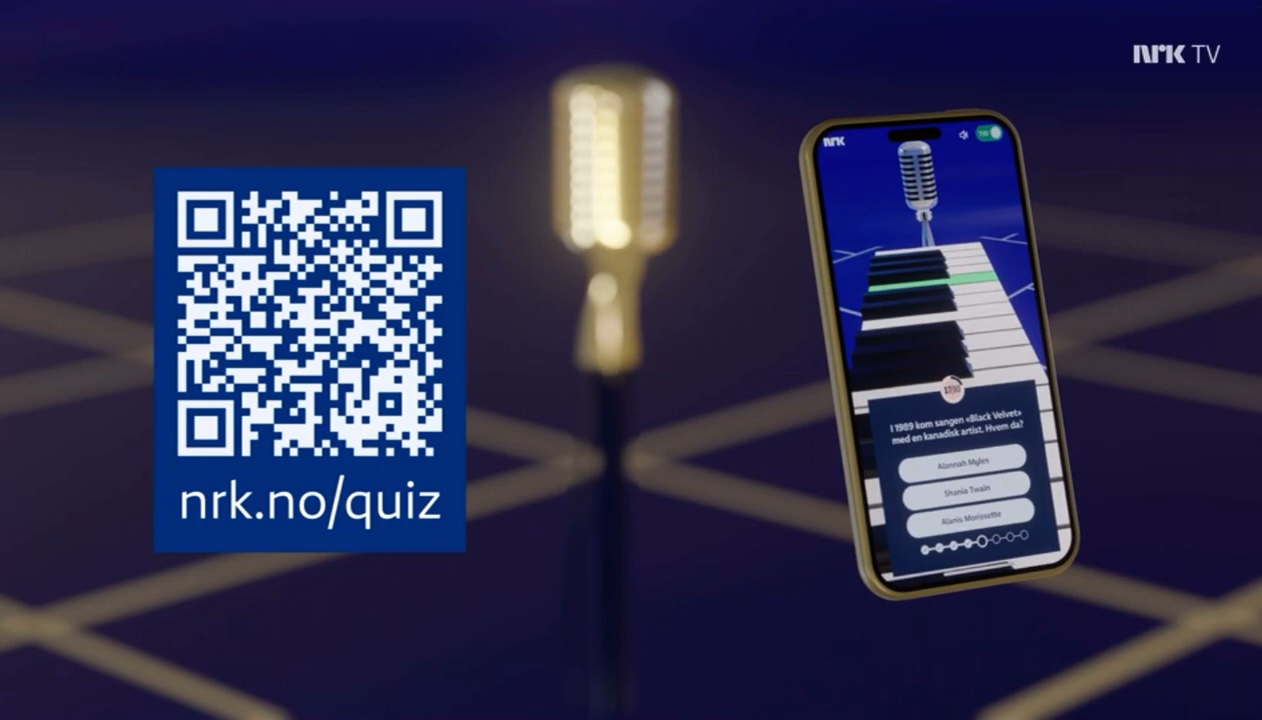 NRK TV
nrk.no/quiz
NRK
I 1989 kom sangen «Black Velvet»
med en kanadisk artist. Hvem da?
Alannah Myles
Shania Twain
Alanis Morissette